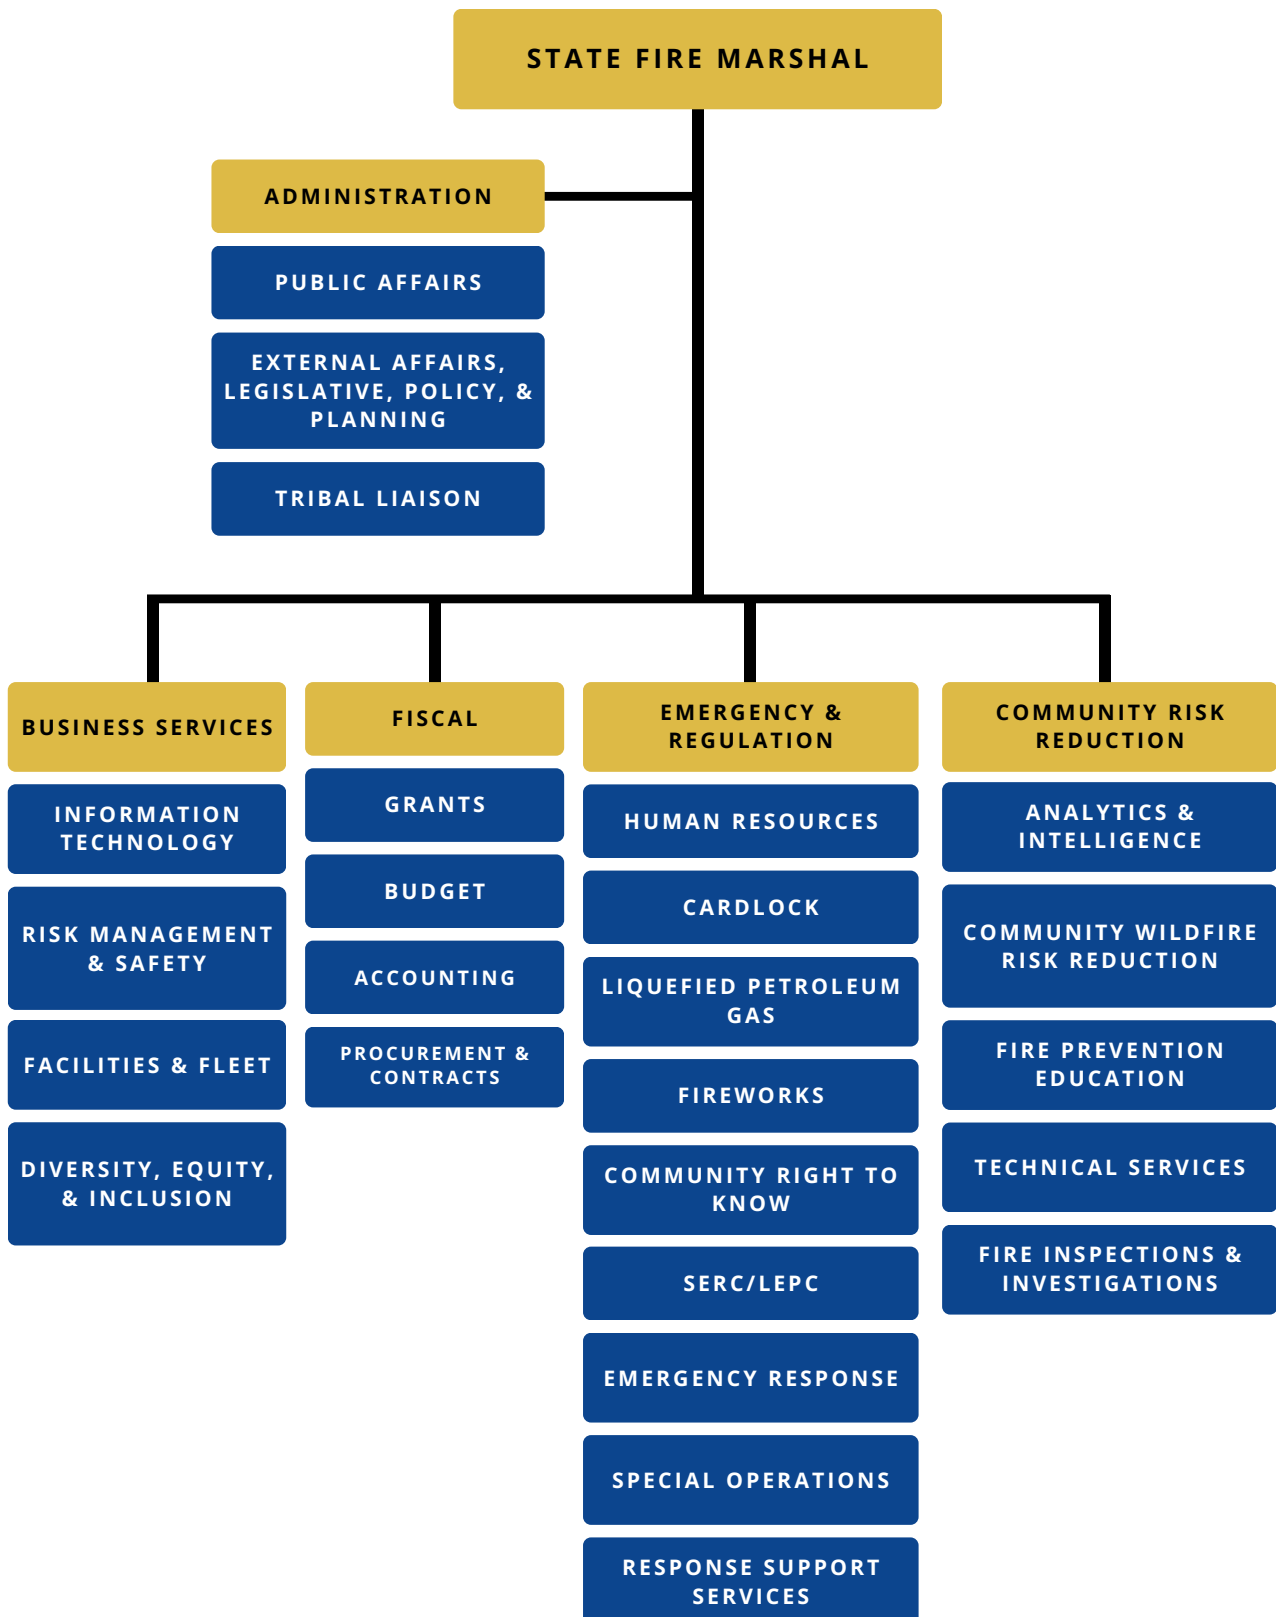 STATE FIRE MARSHAL
ADMINISTRATION
PUBLIC AFFAIRS
EXTERNAL AFFAIRS,
LEGISLATIVE, POLICY, &
PLANNING
TRIBAL LIAISON
BUSINESS SERVICES
INFORMATION
TECHNOLOGY
RISK MANAGEMENT
& SAFETY
FACILITIES & FLEET
DIVERSITY, EQUITY,
& INCLUSION
FISCAL
GRANTS
BUDGET
ACCOUNTING
PROCUREMENT &
CONTRACTS
EMERGENCY &
REGULATION
HUMAN RESOURCES
CARDLOCK
LIQUEFIED PETROLEUM
GAS
FIREWORKS
COMMUNITY RIGHT TO
KNOW
SERC/LEPC
EMERGENCY RESPONSE
SPECIAL OPERATIONS
RESPONSE SUPPORT
SERVICES
COMMUNITY RISK
REDUCTION
ANALYTICS &
INTELLIGENCE
COMMUNITY WILDFIRE
RISK REDUCTION
FIRE PREVENTION
EDUCATION
TECHNICAL SERVICES
FIRE INSPECTIONS &
INVESTIGATIONS